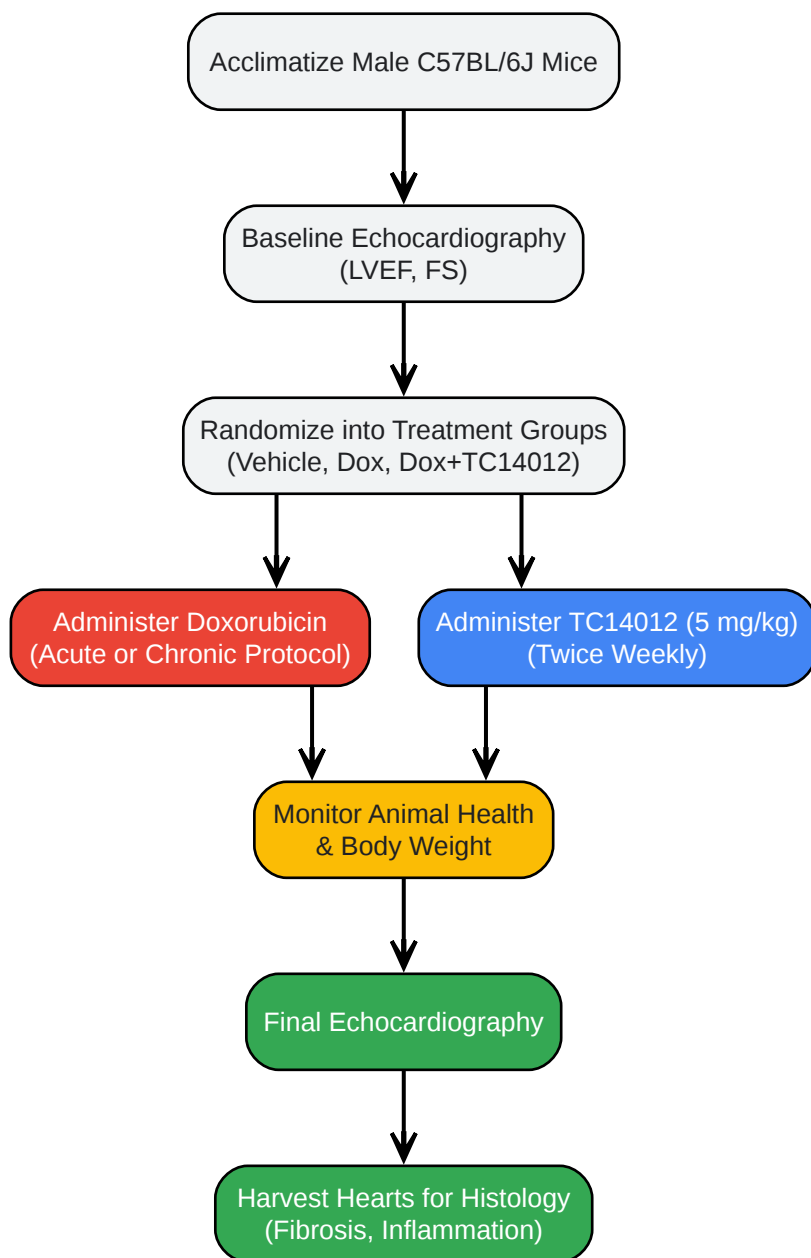 Acclimatize Male C57BL/6J Mice
Baseline Echocardiography
(LVEF, FS)
Randomize into Treatment Groups
(Vehicle, Dox, Dox+TC14012)
Administer Doxorubicin
(Acute or Chronic Protocol)
Administer TC14012 (5 mg/kg)
(Twice Weekly)
Monitor Animal Health
& Body Weight
Final Echocardiography
Harvest Hearts for Histology
(Fibrosis, Inflammation)